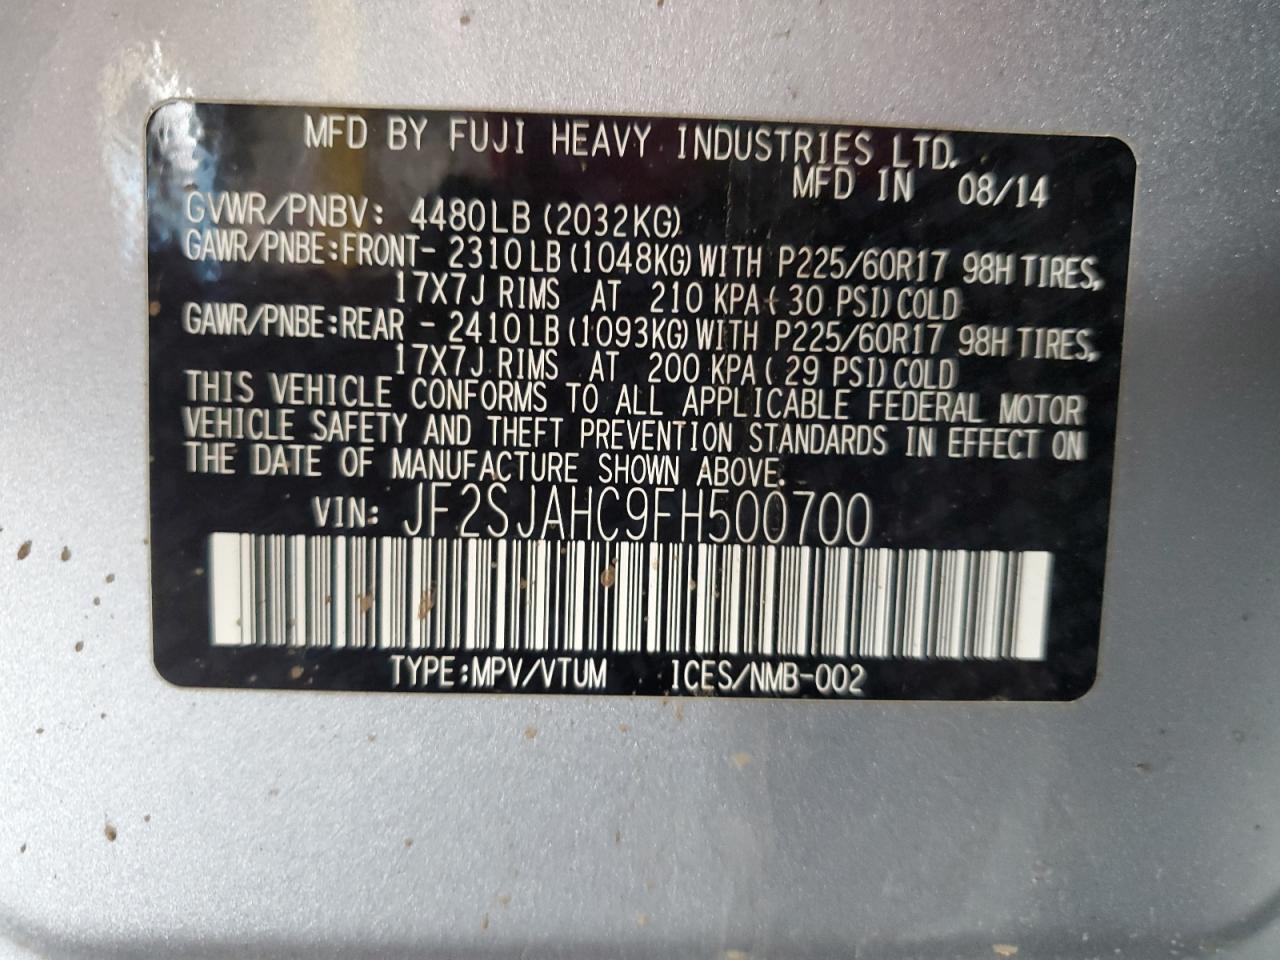 MFD BY FUJI HEAVY INDUSTRIES LTD.
MFD IN 08/14
GVWR/PNBV: 4480LB (2032KG)
GAWR/PNBE:FRONT- 2310LB (1048KG) WITH P225/60R17 98H TIRES,
17X7J RIMS AT 210 KPA( 30 PSI)COLD
GAWR/PNBE:REAR - 2410LB (1093KG) WITH P225/60R17 98H TIRES,
17X7J RIMS AT 200 KPA( 29 PSI)COLD
THIS VEHICLE CONFORMS TO ALL APPLICABLE FEDERAL MOTOR
VEHICLE SAFETY AND THEFT PREVENTION STANDARDS IN EFFECT ON
THE DATE OF MANUFACTURE SHOWN ABOVE.
VIN: JF2SJAHC9FH500700
TYPE:MPV/VTUM ICES/NMB-002